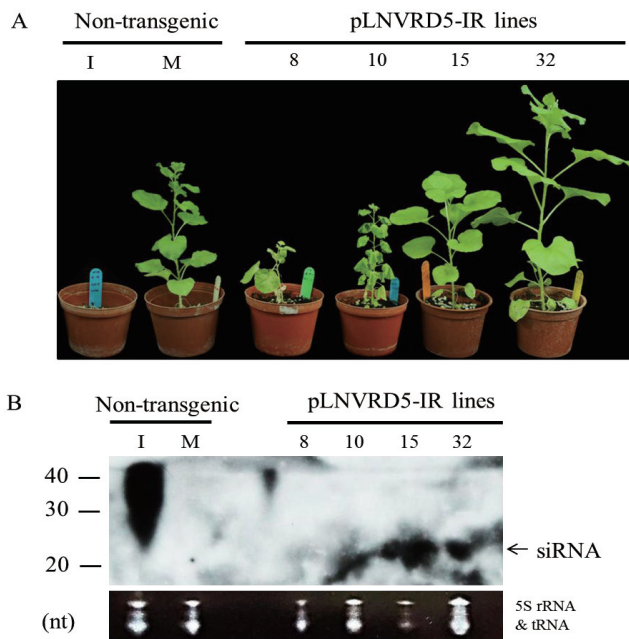 A
Non-transgenic
pLNVRD5-IR lines
I M 8 10 15 32
B
Non-transgenic
pLNVRD5-IR lines
I M 8 10 15 32
40
30
20
← siRNA
(nt)
5S rRNA
& tRNA